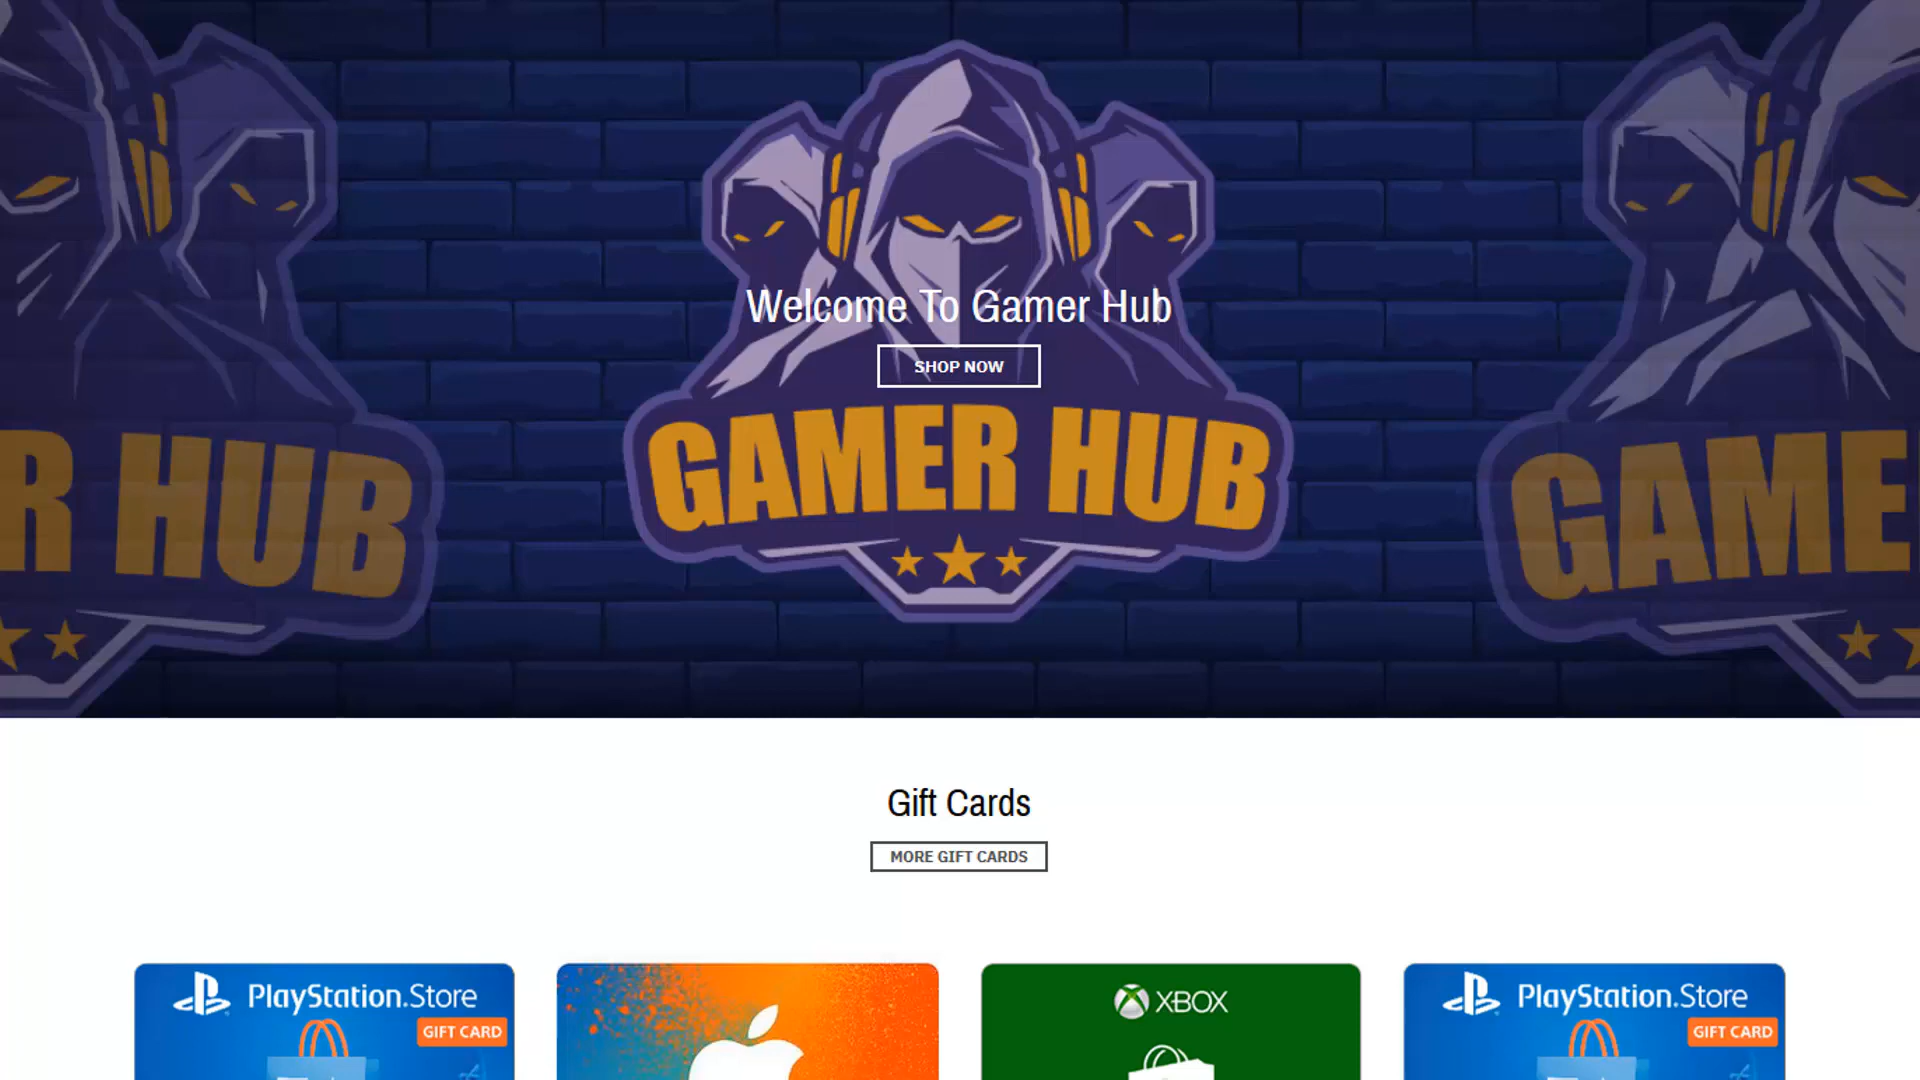 Welcome To Gamer Hub
SHOP NOW
GAMER HUB
R HUB
GAME
Gift Cards
MORE GIFT CARDS
PlayStation.Store
GIFT CARD
XBOX
PlayStation.Store
GIFT CARD